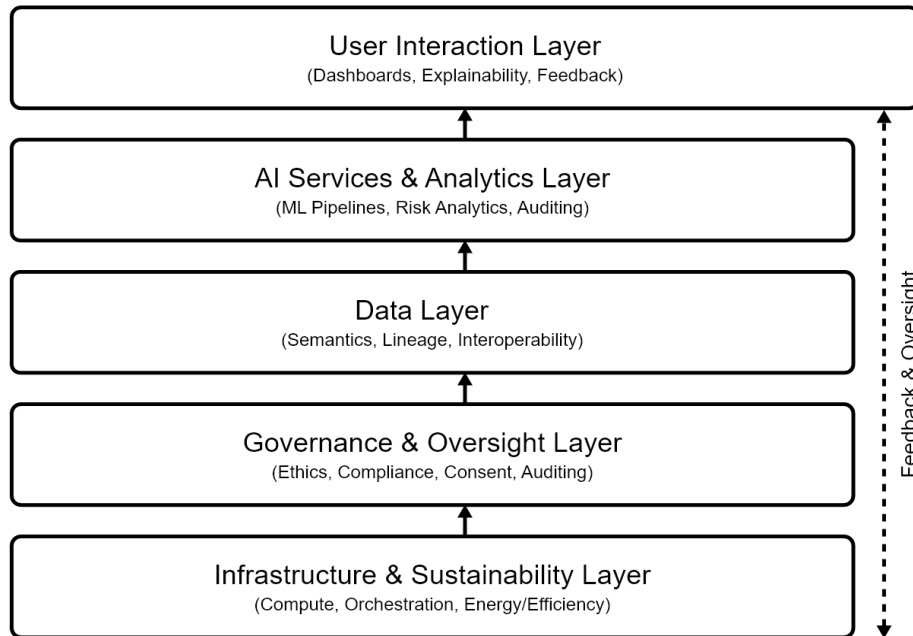 User Interaction Layer
(Dashboards, Explainability, Feedback)
AI Services & Analytics Layer
(ML Pipelines, Risk Analytics, Auditing)
Data Layer
(Semantics, Lineage, Interoperability)
Governance & Oversight Layer
(Ethics, Compliance, Consent, Auditing)
Infrastructure & Sustainability Layer
(Compute, Orchestration, Energy/Efficiency)
Feedback & Oversight